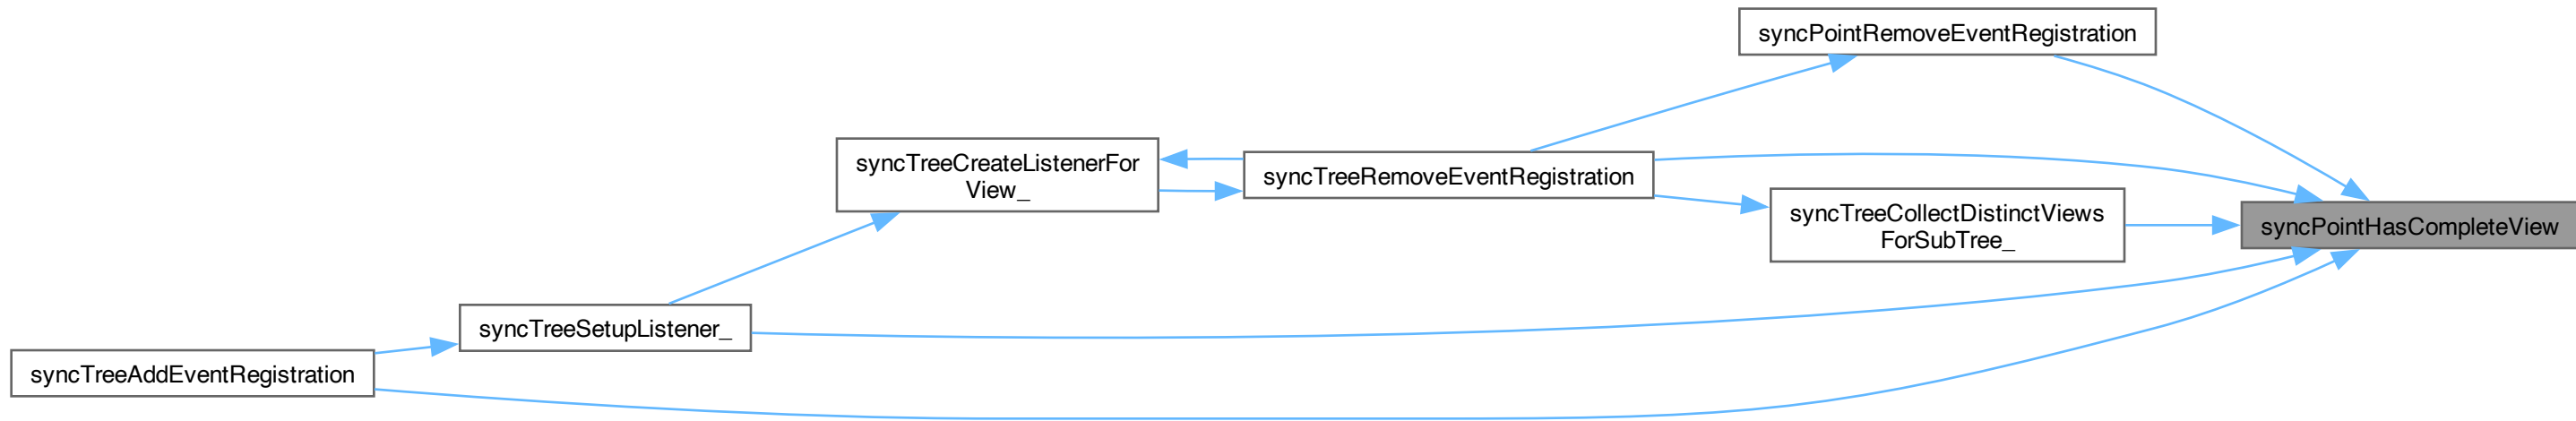 syncPointRemoveEventRegistration
syncTreeCreateListenerFor
View_
syncTreeRemoveEventRegistration
syncTreeCollectDistinctViews
ForSubTree_
syncPointHasCompleteView
syncTreeSetupListener_
syncTreeAddEventRegistration